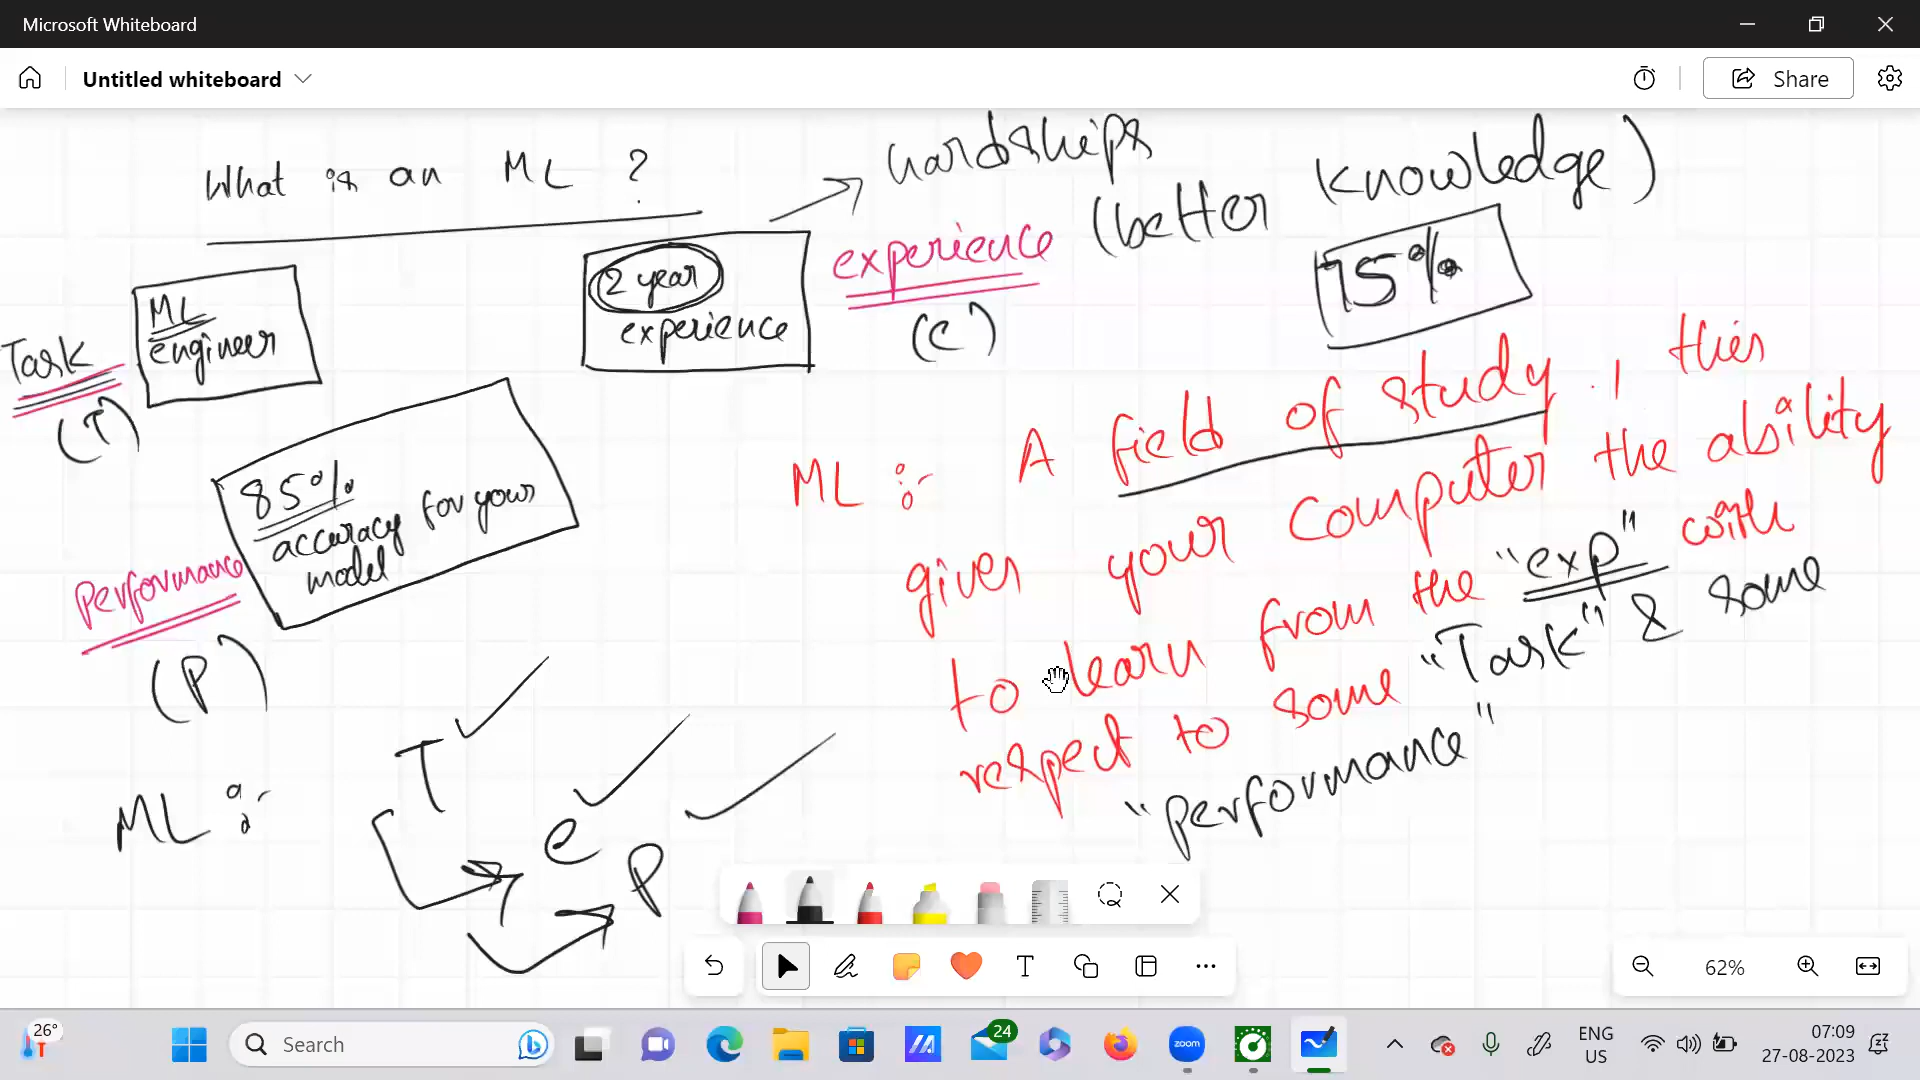 Microsoft Whiteboard
Untitled whiteboard
Share
What is an ML ?
hardships
(better knowledge)
experience
(e)
2 year
experience
75%
ML
engineer
Task
(T)
85%
accuracy for your
model
Performance
(P)
ML :- A field of study, this
gives your computer the ability
to learn from the "exp" with
respect to some "Task" & some
"performance"
ML :-
T
e
P
T
62%
26°
Search
24
zoom
ENG
US
07:09
27-08-2023